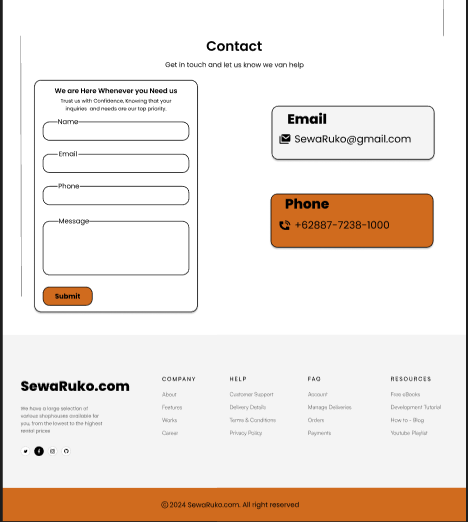 Contact
Get in touch and let us know we van help
We are Here Whenever you Need us
Trust us with Confidence, Knowing that your
inquiries and needs are our top priority.
Name
Email
Phone
Message
Submit
Email
SewaRuko@gmail.com
Phone
+62887-7238-1000
SewaRuko.com
We have a large selection of
various shophouses available for
you, from the lowest to the highest
rental prices
COMPANY
About
Features
Works
Career
HELP
Customer Support
Delivery Details
Terms & Conditions
Privacy Policy
FAQ
Account
Manage Deliveries
Orders
Payments
RESOURCES
Free eBooks
Development Tutorial
How to - Blog
Youtube Playlist
©2024 SewaRuko.com. All right reserved